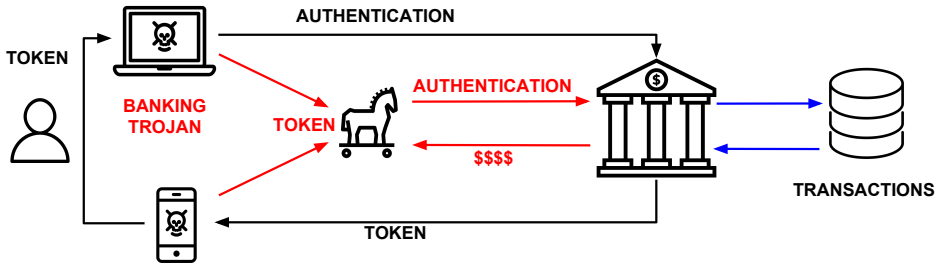 AUTHENTICATION
TOKEN
$
BANKING
TROJAN
TOKEN
AUTHENTICATION
$$$$
TRANSACTIONS
TOKEN